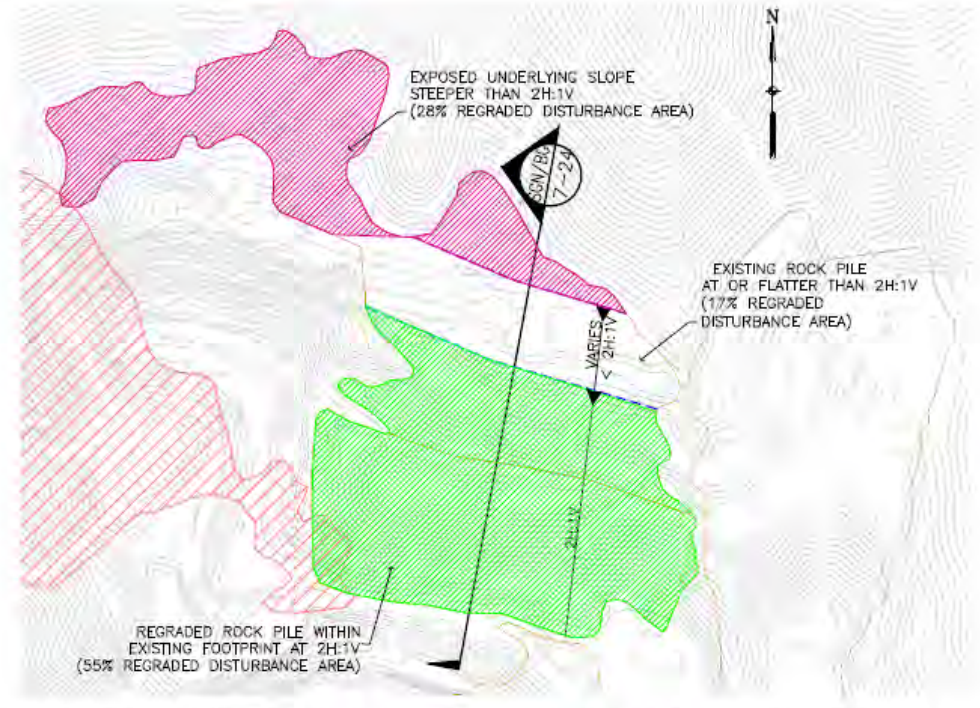 N
EXPOSED UNDERLYING SLOPE
STEEPER THAN 2H:1V
(28% REGRADED DISTURBANCE AREA)
SGN/BG
7-24
EXISTING ROCK PILE
AT OR FLATTER THAN 2H:1V
(17% REGRADED
DISTURBANCE AREA)
VARIES
< 2H:1V
2H:1V
REGRADED ROCK PILE WITHIN
EXISTING FOOTPRINT AT 2H:1V
(55% REGRADED DISTURBANCE AREA)